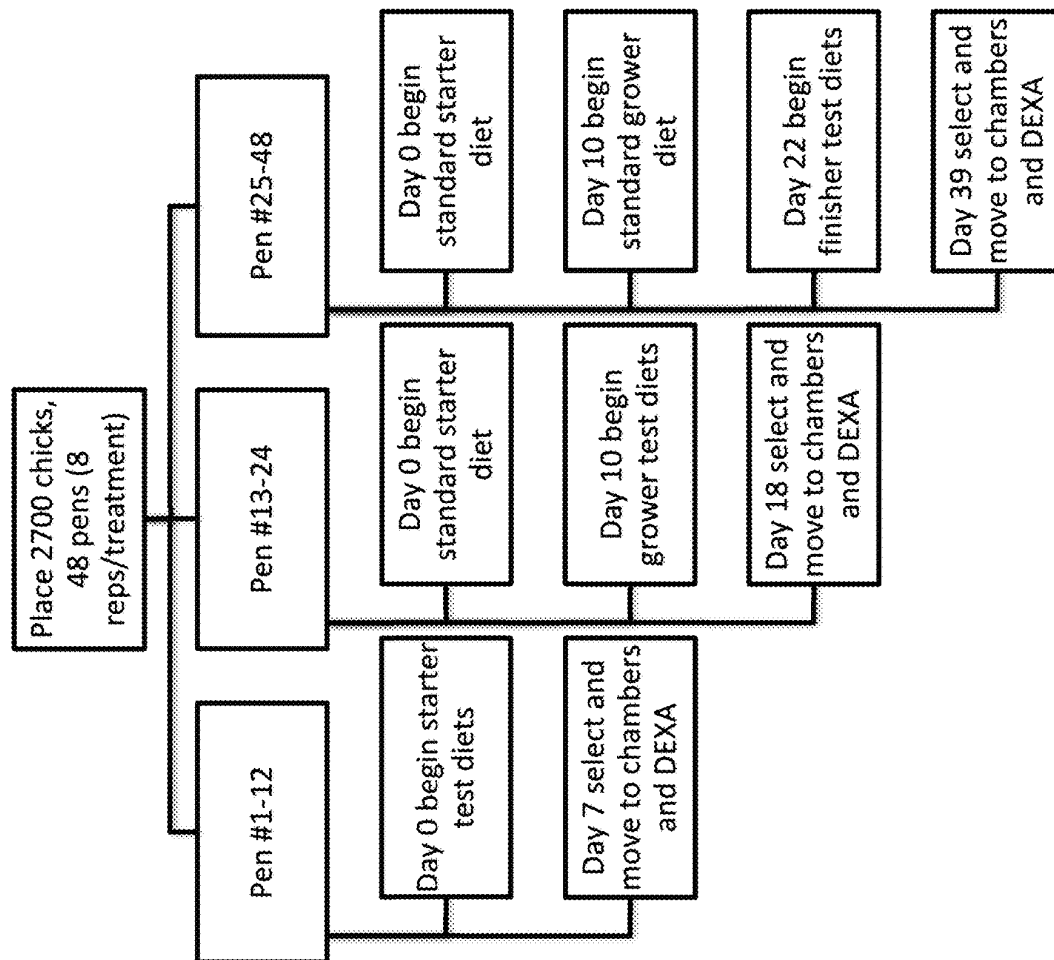 Place 2700 chicks,
48 pens (8
reps/treatment)
Pen #1-12
Day 0 begin starter
test diets
Day 7 select and
move to chambers
and DEXA
Pen #13-24
Day 0 begin
standard starter
diet
Day 10 begin
grower test diets
Day 18 select and
move to chambers
and DEXA
Pen #25-48
Day 0 begin
standard starter
diet
Day 10 begin
standard grower
diet
Day 22 begin
finisher test diets
Day 39 select and
move to chambers
and DEXA